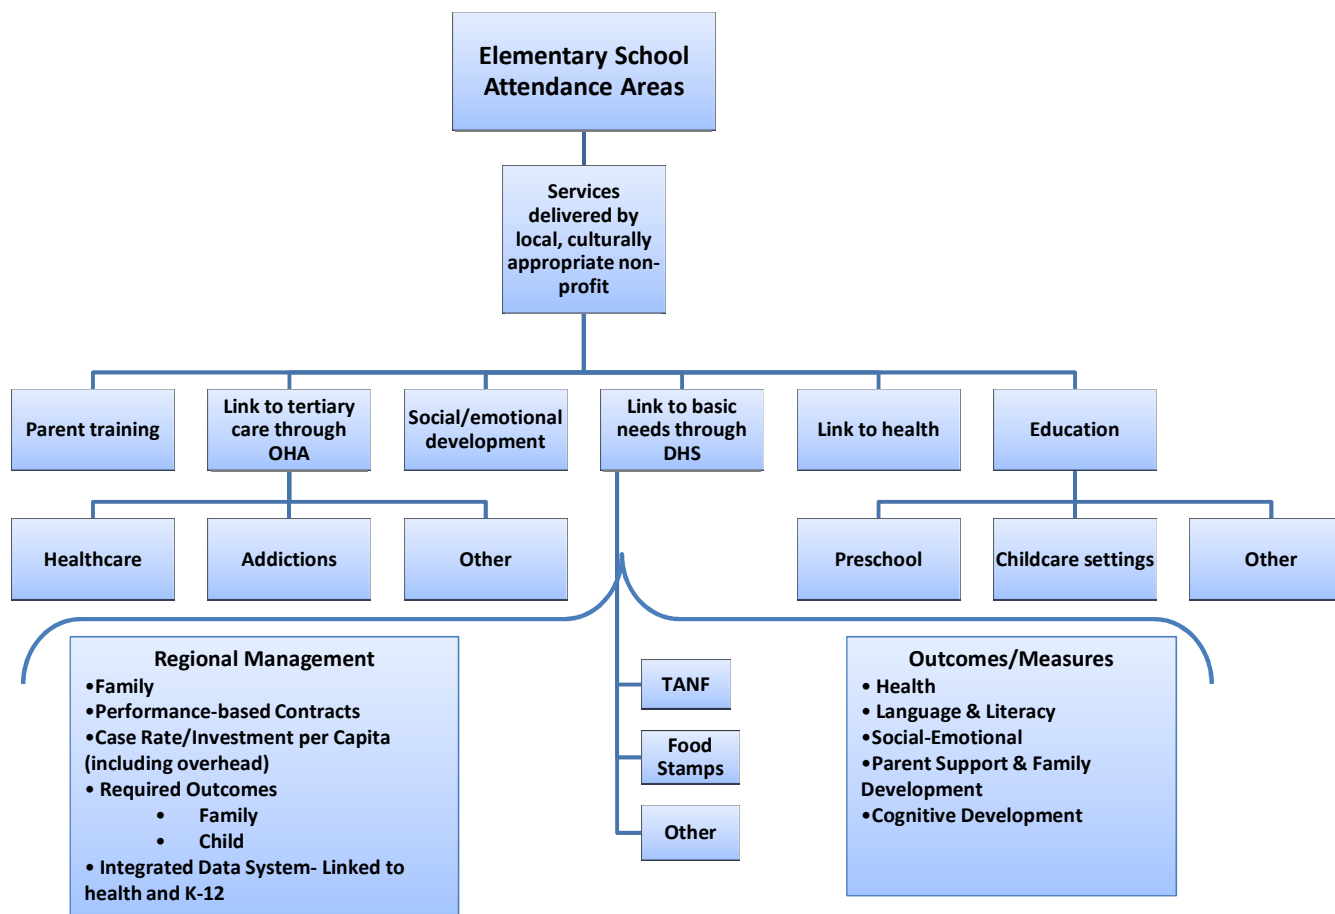 Elementary School
Attendance Areas
Services
delivered by
local, culturally
appropriate non-
profit
Parent training
Link to tertiary
care through
OHA
Social/emotional
development
Link to basic
needs through
DHS
Link to health
Education
Healthcare
Addictions
Other
Preschool
Childcare settings
Other
Regional Management
•Family
•Performance-based Contracts
•Case Rate/Investment per Capita
(including overhead)
• Required Outcomes
• Family
• Child
• Integrated Data System- Linked to
health and K-12
TANF
Food
Stamps
Other
Outcomes/Measures
• Health
• Language & Literacy
•Social-Emotional
•Parent Support & Family
Development
•Cognitive Development